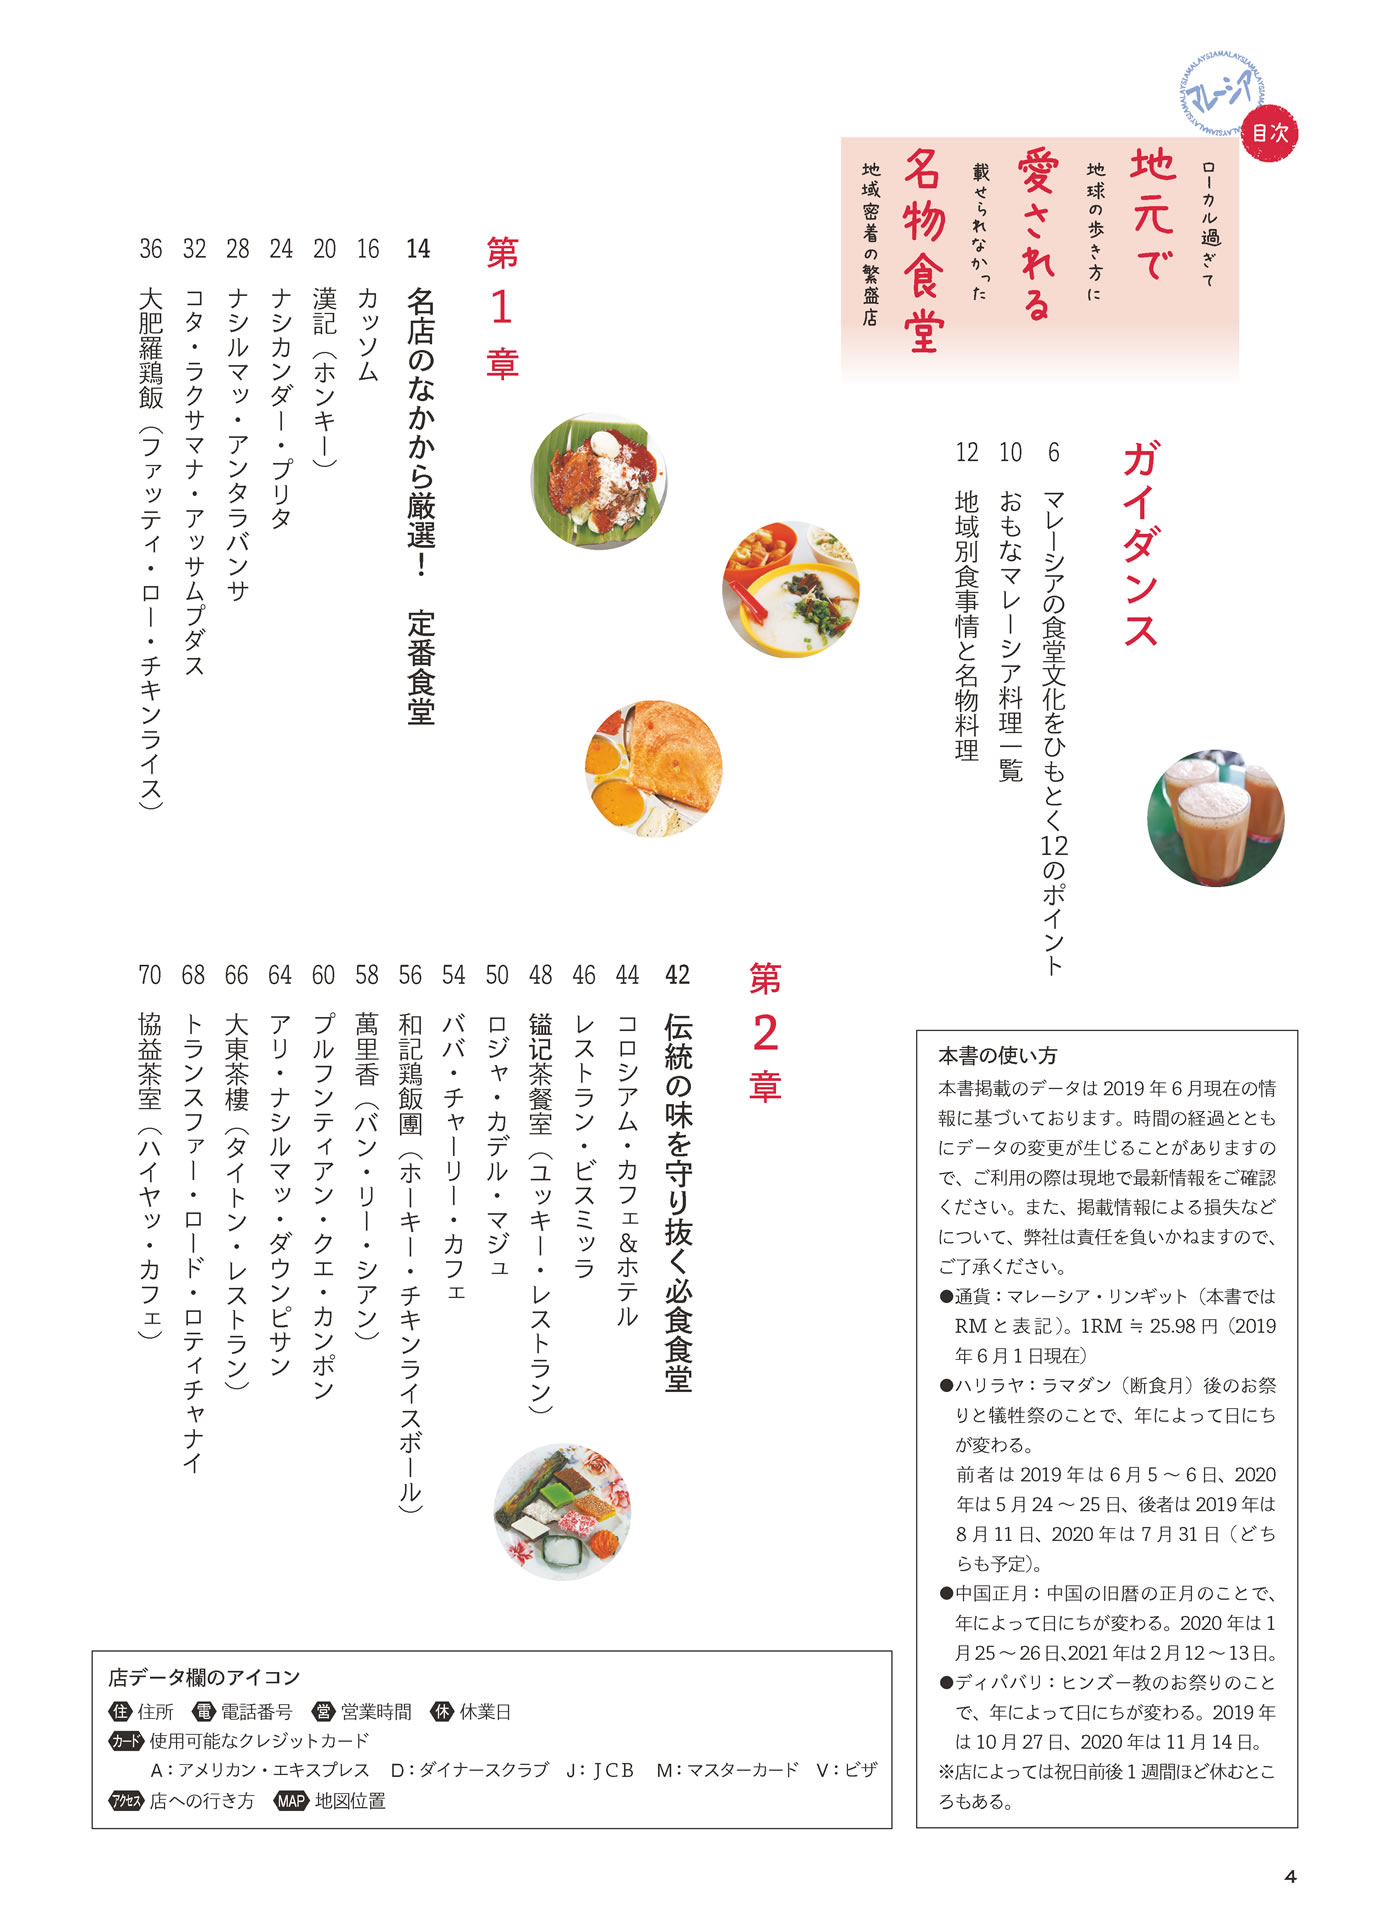 MALAYSIAMALAYSIAMALAYSIAMALAYSIA
マレーシア
目次
ローカル過ぎて
地元で
地球の歩き方に
愛される
載せられなかった
名物食堂
地域密着の繁盛店
ガイダンス
6 マレーシアの食堂文化をひもとく12のポイント
10 おもなマレーシア料理一覧
12 地域別食事情と名物料理
第1章
14 名店のなかから厳選! 定番食堂
16 カッソム
20 漢記(ホンキー)
24 ナシカンダー・プリタ
28 ナシルマッ・アンタラバンサ
32 コタ・ラクサマナ・アッサムプダス
36 大肥羅鶏飯(ファッティ・ロー・チキンライス)
第2章
42 伝統の味を守り抜く必食食堂
44 コロシアム・カフェ&ホテル
46 レストラン・ビスミッラ
48 镒记茶餐室(ユッキー・レストラン)
50 ロジャ・カデル・マジュ
54 ババ・チャーリー・カフェ
56 和記鶏飯團(ホーキー・チキンライスボール)
58 萬里香(バン・リー・シアン)
60 プルフンティアン・クエ・カンポン
64 アリ・ナシルマッ・ダウンピサン
66 大東茶樓(タイトン・レストラン)
68 トランスファー・ロード・ロティチャナイ
70 協益茶室(ハイヤッ・カフェ)
本書の使い方
本書掲載のデータは2019年6月現在の情
報に基づいております。時間の経過ととも
にデータの変更が生じることがありますの
で、ご利用の際は現地で最新情報をご確認
ください。また、掲載情報による損失など
について、弊社は責任を負いかねますので、
ご了承ください。
●通貨:マレーシア・リンギット(本書では
RMと表記)。1RM≒25.98円(2019
年6月1日現在)
●ハリラヤ:ラマダン(断食月)後のお祭
りと犠牲祭のことで、年によって日にち
が変わる。
前者は2019年は6月5~6日、2020
年は5月24~25日、後者は2019年は
8月11日、2020年は7月31日(どち
らも予定)。
●中国正月:中国の旧暦の正月のことで、
年によって日にちが変わる。2020年は1
月25~26日、2021年は2月12~13日。
●ディパバリ:ヒンズー教のお祭りのこと
で、年によって日にちが変わる。2019年
は10月27日、2020年は11月14日。
※店によっては祝日前後1週間ほど休むとこ
ろもある。
店データ欄のアイコン
住 住所 電 電話番号 営 営業時間 休 休業日
カード 使用可能なクレジットカード
A:アメリカン・エキスプレス D:ダイナースクラブ J:JCB M:マスターカード V:ビザ
アクセス 店への行き方 MAP 地図位置
4